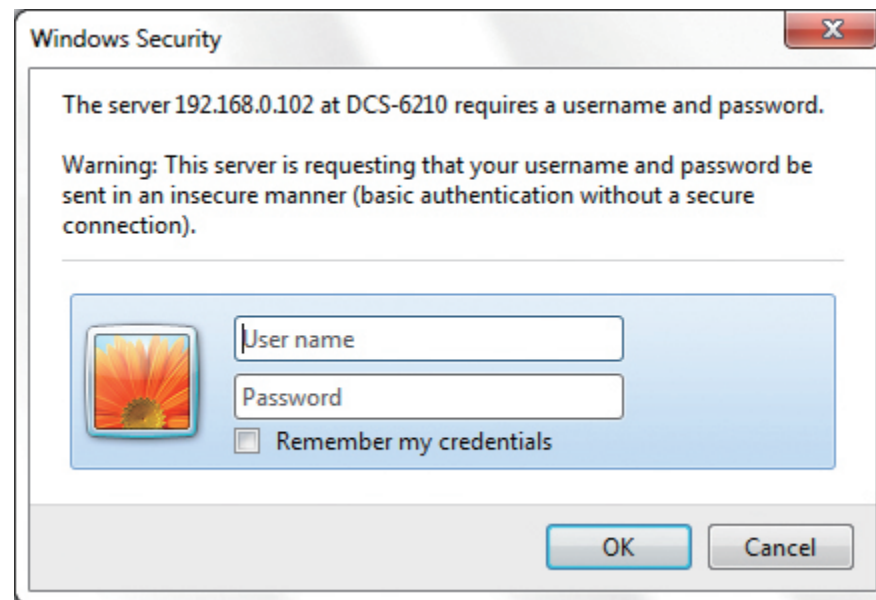 Windows Security
The server 192.168.0.102 at DCS-6210 requires a username and password.
Warning: This server is requesting that your username and password be
sent in an insecure manner (basic authentication without a secure
connection).
User name
Password
Remember my credentials
OK Cancel